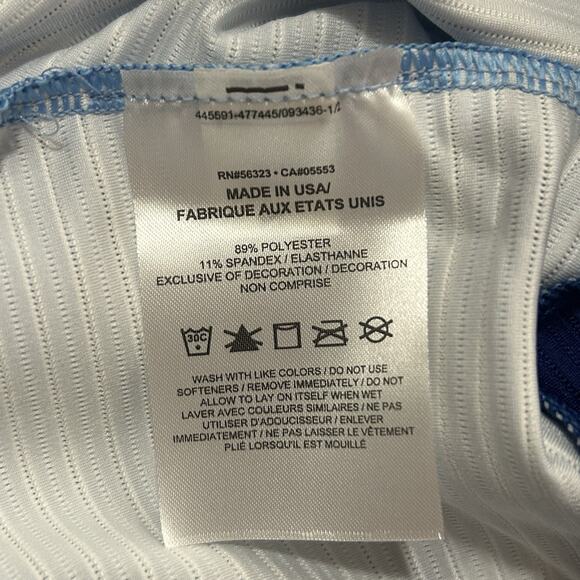 445591-477445/093436-1/
RN#56323 • CA#05553
MADE IN USA/
FABRIQUE AUX ETATS UNIS
89% POLYESTER
11% SPANDEX / ELASTHANNE
EXCLUSIVE OF DECORATION / DECORATION
NON COMPRISE
30C
WASH WITH LIKE COLORS / DO NOT USE
SOFTENERS / REMOVE IMMEDIATELY / DO NOT
ALLOW TO LAY ON ITSELF WHEN WET
LAVER AVEC COULEURS SIMILAIRES / NE PAS
UTILISER D'ADOUCISSEUR / ENLEVER
IMMEDIATEMENT / NE PAS LAISSER LE VÊTEMENT
PLIÉ LORSQU'IL EST MOUILLÉ